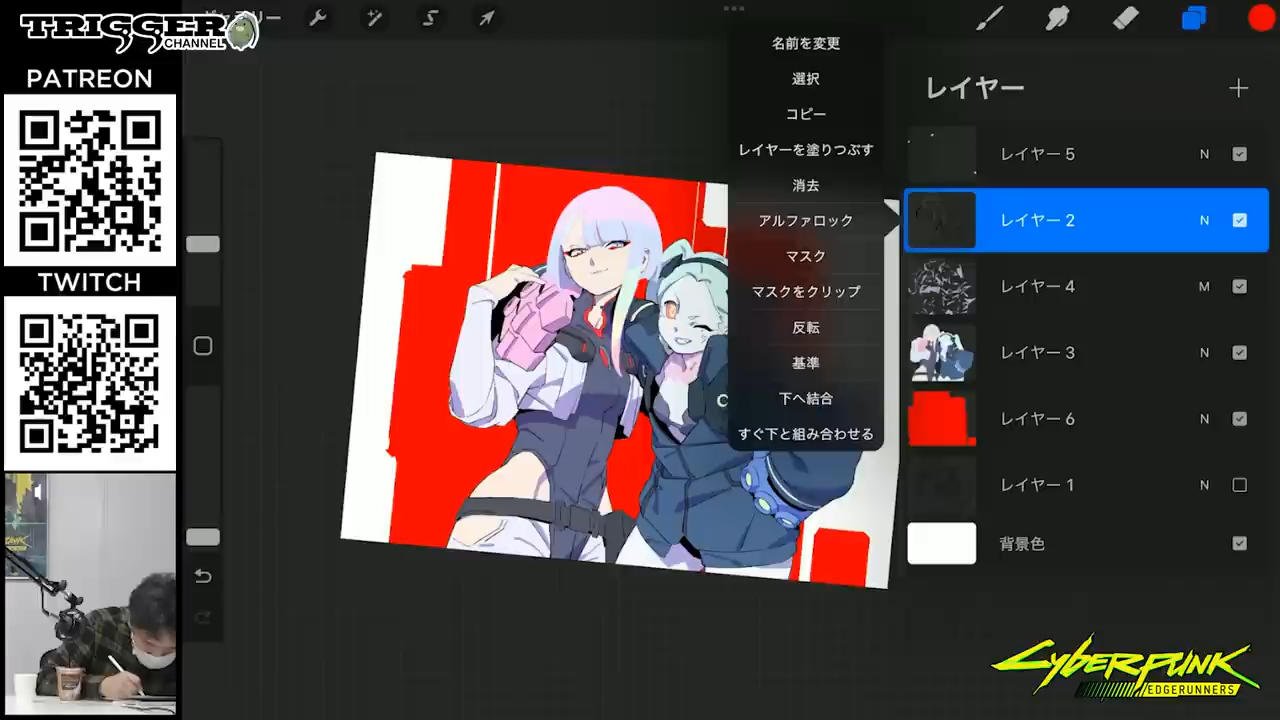 TRIGGER
CHANNEL
PATREON
TWITCH
名前を変更
選択
コピー
レイヤーを塗りつぶす
消去
アルファロック
マスク
マスクをクリップ
反転
基準
下へ結合
すぐ下と組み合わせる
レイヤー
レイヤー 5 N
レイヤー 2 N
レイヤー 4 M
レイヤー 3 N
レイヤー 6 N
レイヤー 1 N
背景色
CYBERPUNK
EDGERUNNERS